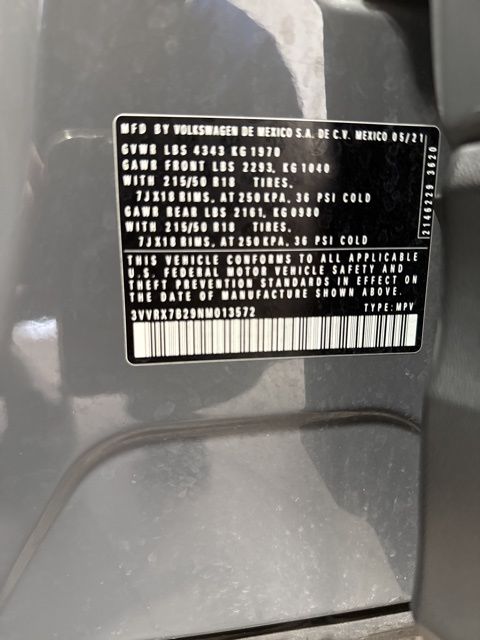 MFD BY VOLKSWAGEN DE MEXICO S.A. DE C.V. MEXICO 05/21
GVWR LBS 4343 KG 1970
GAWR FRONT LBS 2293, KG 1040
WITH 215/50 R18 TIRES,
7JX18 RIMS, AT 250 KPA, 36 PSI COLD
GAWR REAR LBS 2161, KG 0980
WITH 215/50 R18 TIRES,
7JX18 RIMS, AT 250 KPA, 36 PSI COLD
THIS VEHICLE CONFORMS TO ALL APPLICABLE
U.S. FEDERAL MOTOR VEHICLE SAFETY AND
THEFT PREVENTION STANDARDS IN EFFECT ON
THE DATE OF MANUFACTURE SHOWN ABOVE.
3VVRX7B29NM013572 TYPE: MPV
2146229 3620